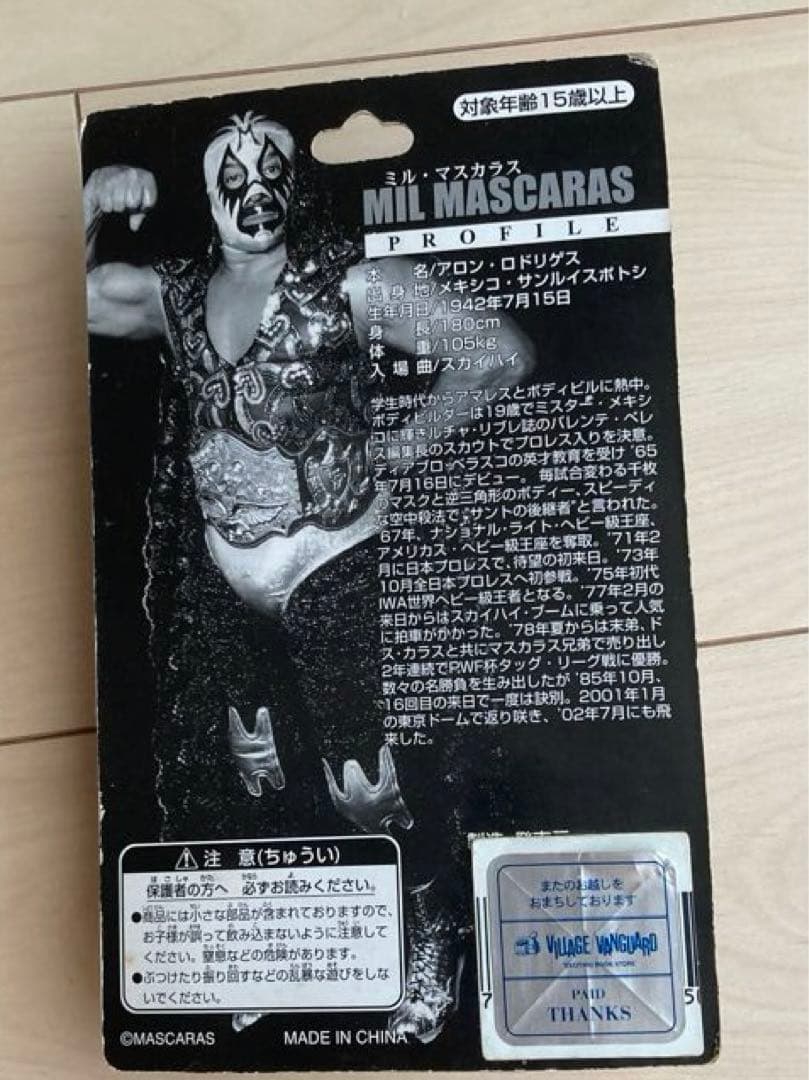 対象年齢15歳以上
ミル・マスカラス
MIL MASCARAS
PROFILE
本名/アロン・ロドリゲス
出身地/メキシコ・サンルイスポトシ
生年月日/1942年7月15日
身長/180cm
体重/105kg
入場曲/スカイハイ
学生時代からアマレスとボディビルに熱中。
ボディビルダーは19歳でミスター・メキシ
コに輝きルチャ・リブレ誌のバレンテ・ペレ
ス編集長のスカウトでプロレス入りを決意。
ディアブロ・ベラスコの英才教育を受け '65
年7月16日にデビュー。毎試合変わる千枚
のマスクと逆三角形のボディー、スピーディ
な空中殺法で"サントの後継者"と言われた。
67年、ナショナル・ライト・ヘビー級王座、
アメリカス・ヘビー級王座を奪取。'71年2
月に日本プロレスで、待望の初来日。'73年
10月全日本プロレスへ初参戦。'75年初代
IWA世界ヘビー級王者となる。'77年2月の
来日からはスカイハイ・ブームに乗って人気
に拍車がかかった。'78年夏からは末弟、ド
ス・カラスと共にマスカラス兄弟で売り出し
2年連続でPWF杯タッグ・リーグ戦に優勝。
数々の名勝負を生み出したが '85年10月、
16回目の来日で一度は訣別。2001年1月
の東京ドームで返り咲き、'02年7月にも飛
来した。
⚠注 意(ちゅうい)
保護者の方へ 必ずお読みください。
●商品には小さな部品が含まれておりますので、
お子様が誤って飲み込まないように注意して
ください。窒息などの危険があります。
●ぶつけたり振り回すなどの乱暴な遊びをしな
いでください。
©MASCARAS MADE IN CHINA
またのお越しを
おまちしております
VILLAGE VANGUARD
EXCITING BOOK STORE
PAID
THANKS
7
5